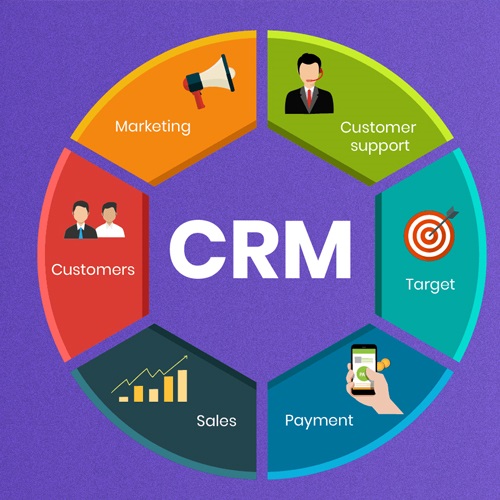 Marketing
Customer
support
Customers
CRM
Target
Sales
Payment